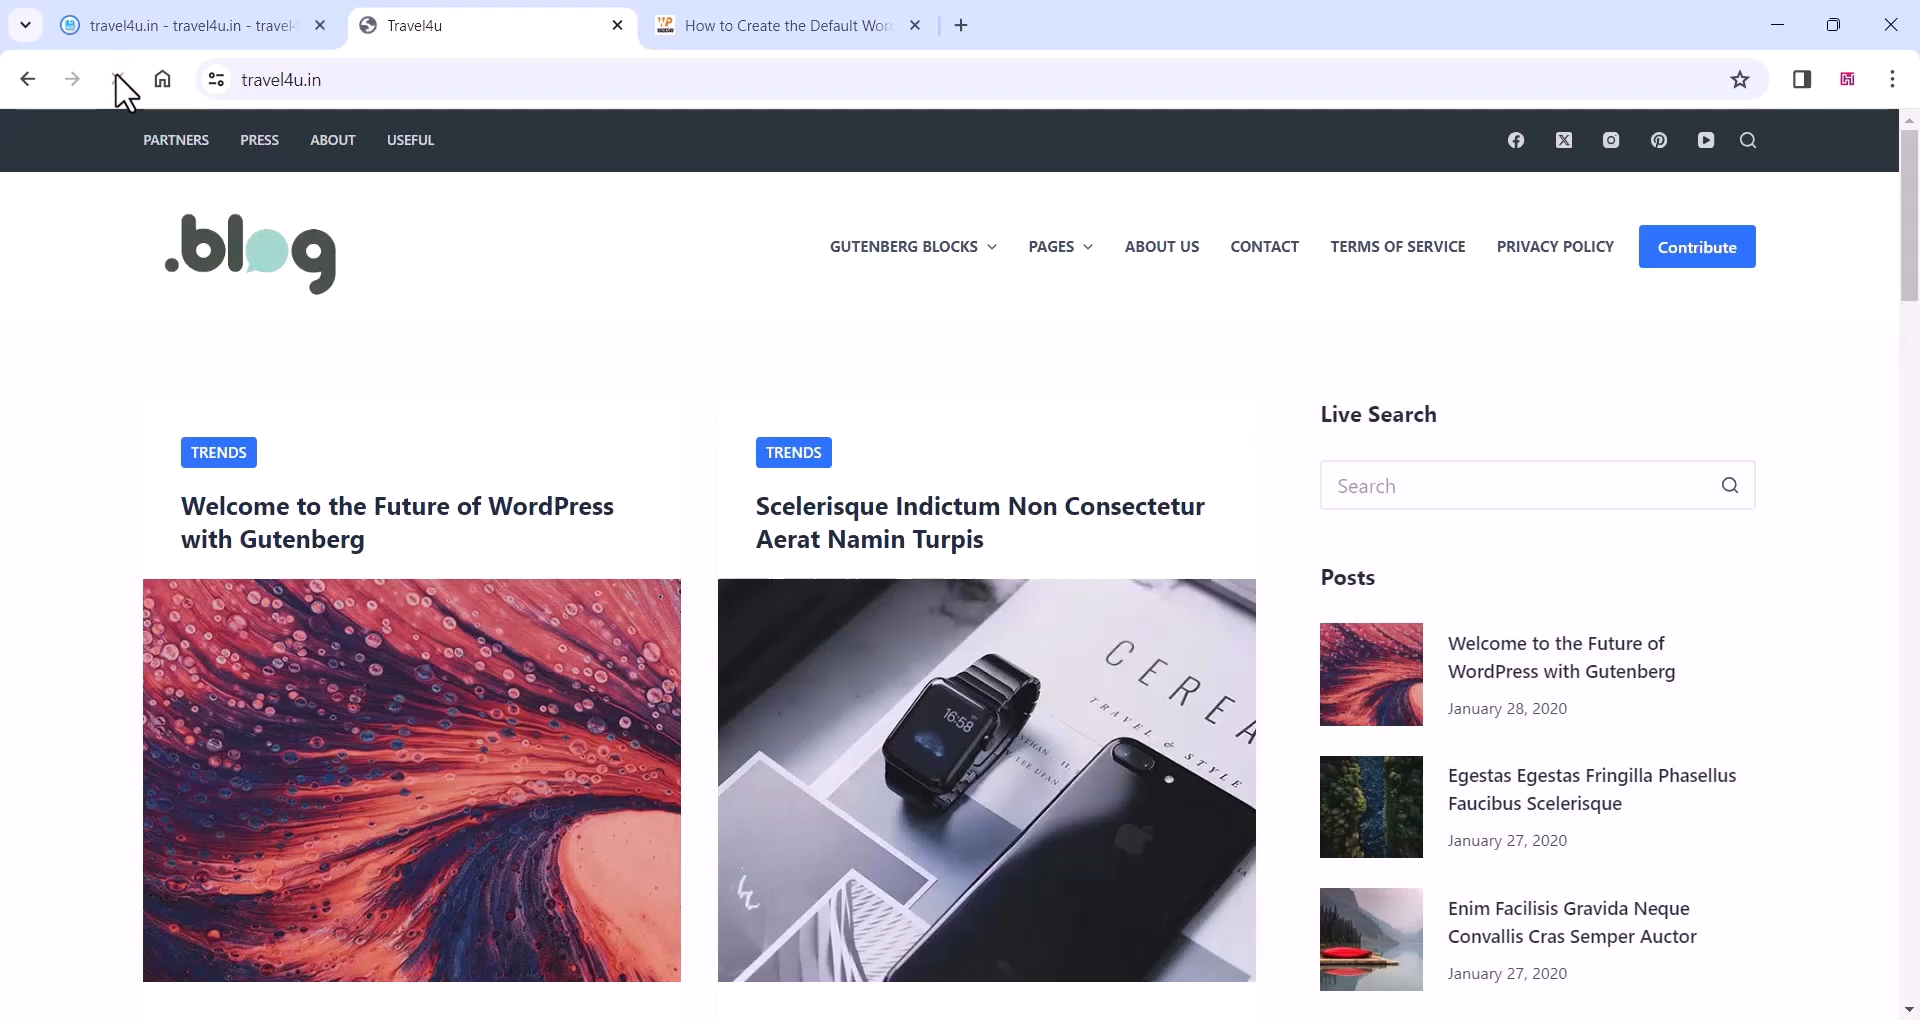 travel4u.in - travel4u.in - travel4
Travel4u
How to Create the Default Wor
travel4u.in
PARTNERS PRESS ABOUT USEFUL
.blog
GUTENBERG BLOCKS PAGES ABOUT US CONTACT TERMS OF SERVICE PRIVACY POLICY Contribute
TRENDS
Welcome to the Future of WordPress
with Gutenberg
TRENDS
Scelerisque Indictum Non Consectetur
Aerat Namin Turpis
CEREA
TRAVEL & STYLE
16:58
Live Search
Search
Posts
Welcome to the Future of
WordPress with Gutenberg
January 28, 2020
Egestas Egestas Fringilla Phasellus
Faucibus Scelerisque
January 27, 2020
Enim Facilisis Gravida Neque
Convallis Cras Semper Auctor
January 27, 2020